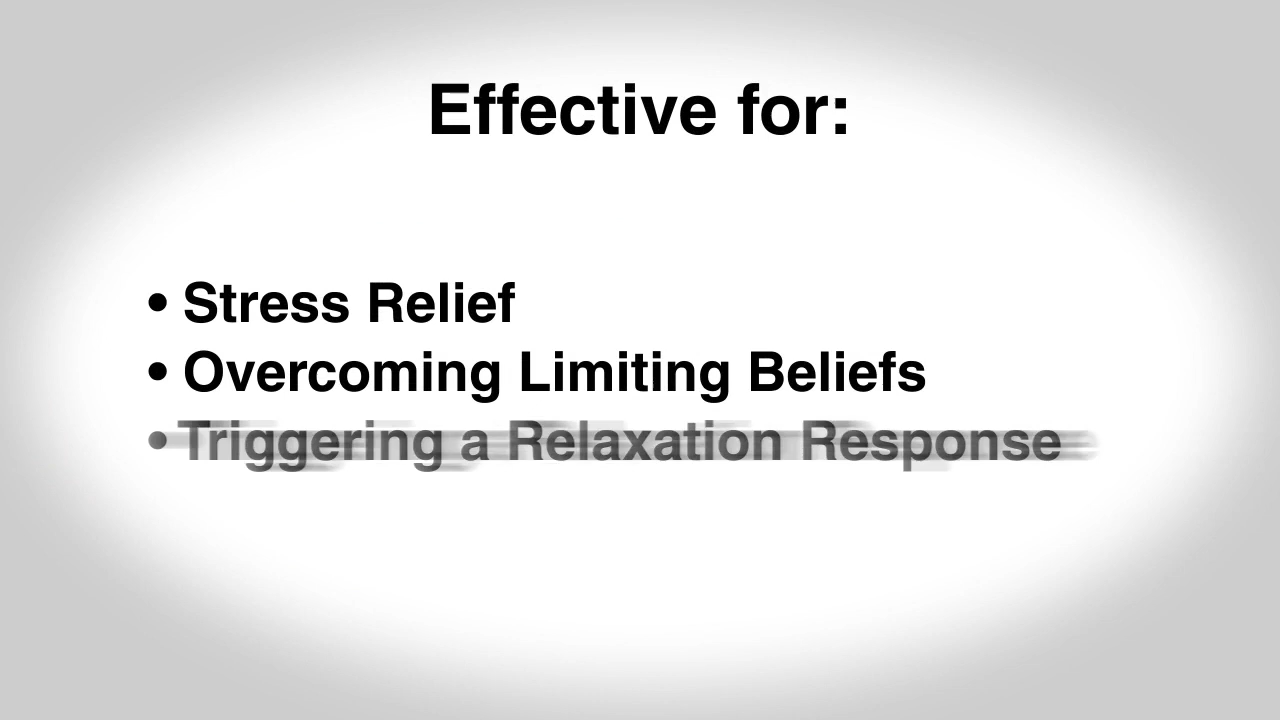 Effective for:
• Stress Relief
• Overcoming Limiting Beliefs
• Triggering a Relaxation Response